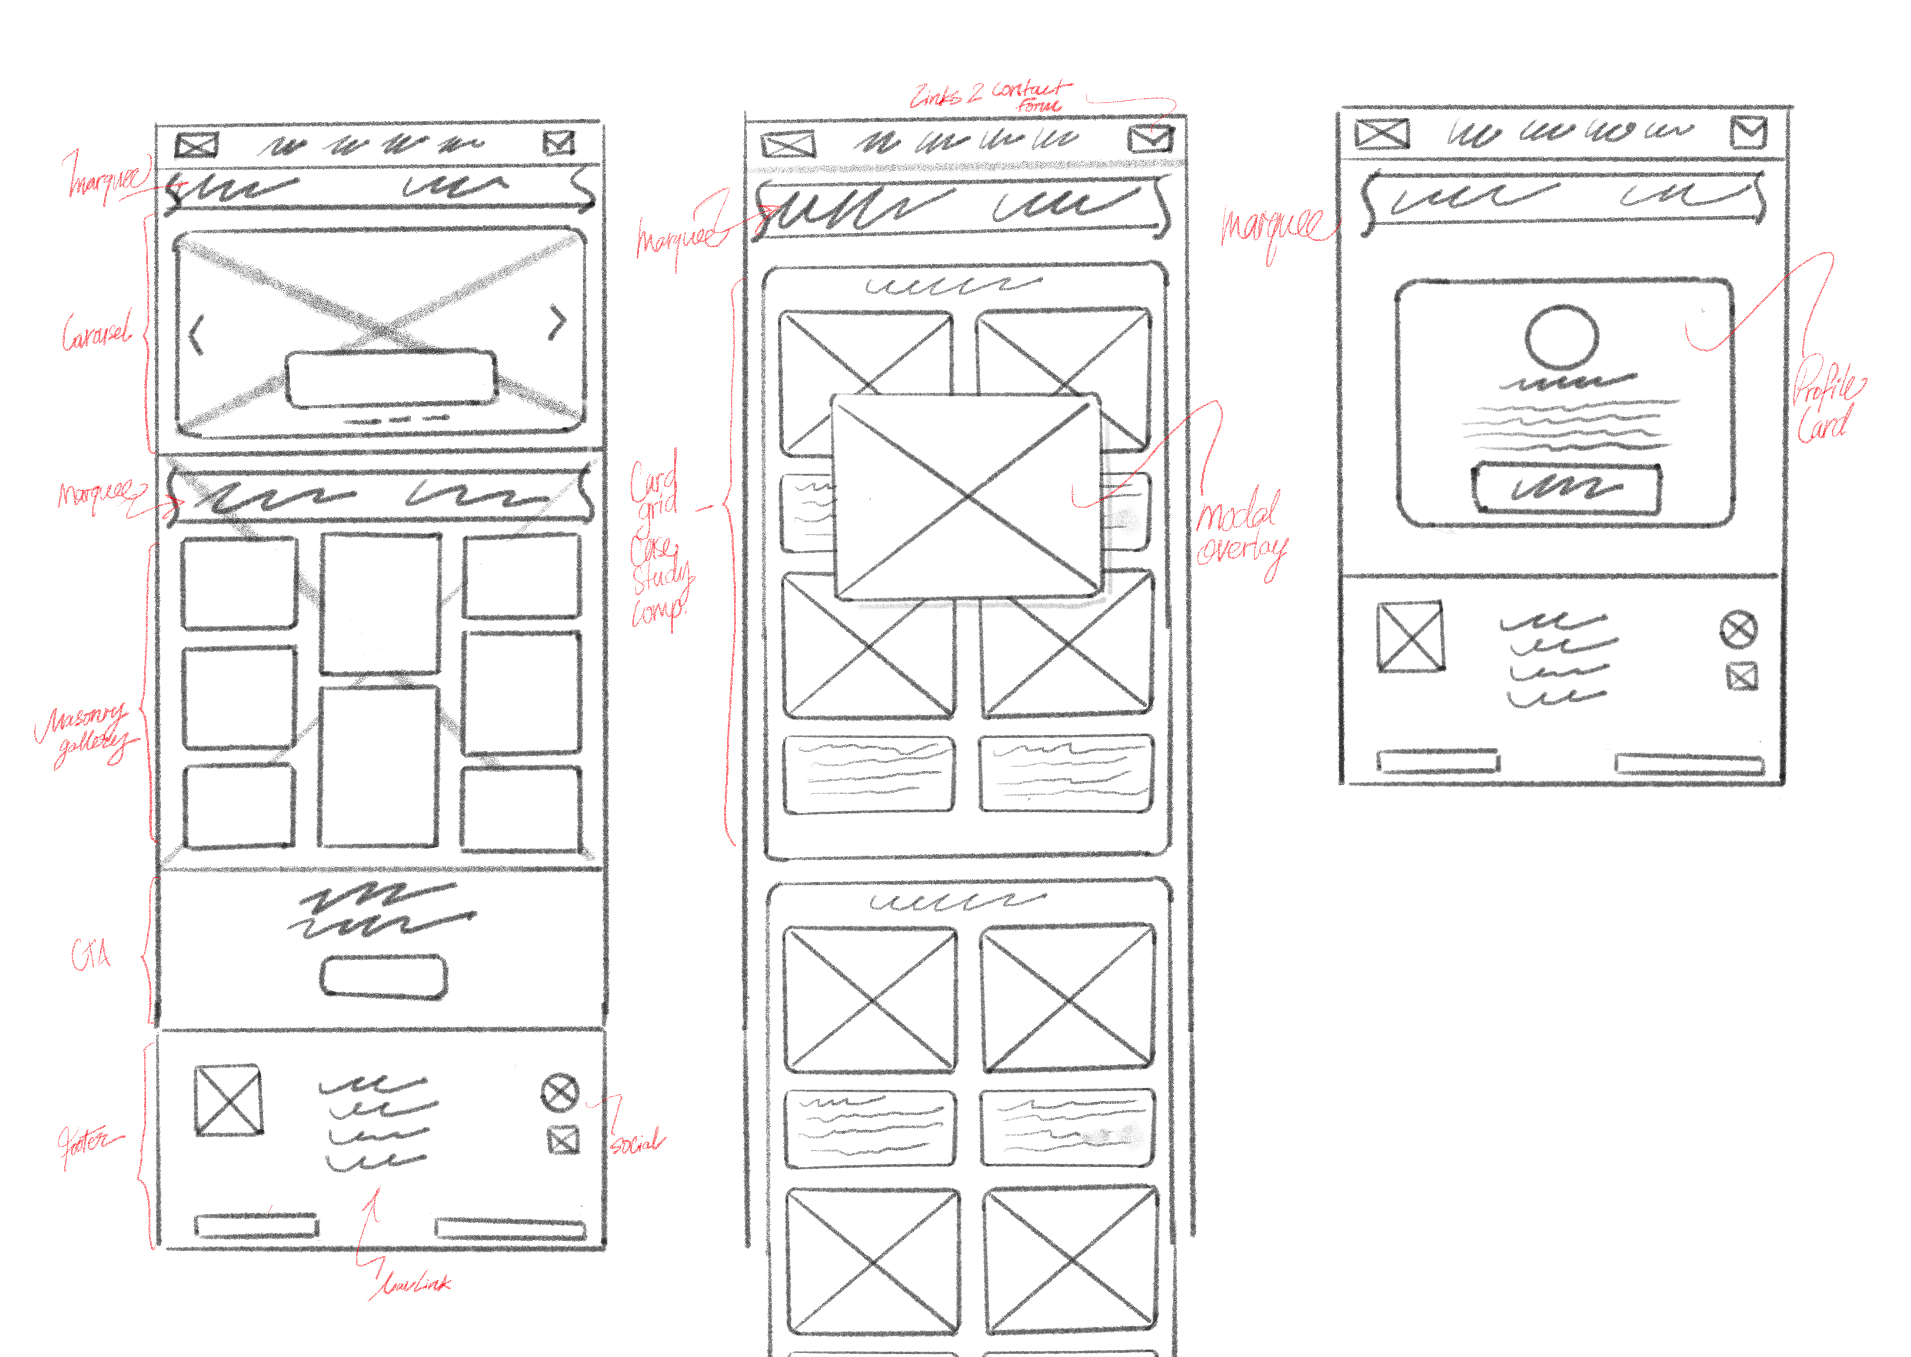 Marquee
Carousel
Marquee
Masonry
gallery
CTA
footer
social
navlink
Links 2 contact
form
Marquee
Card
grid
Case
Study
Comp.
Modal
overlay
Marquee
Profile
Card